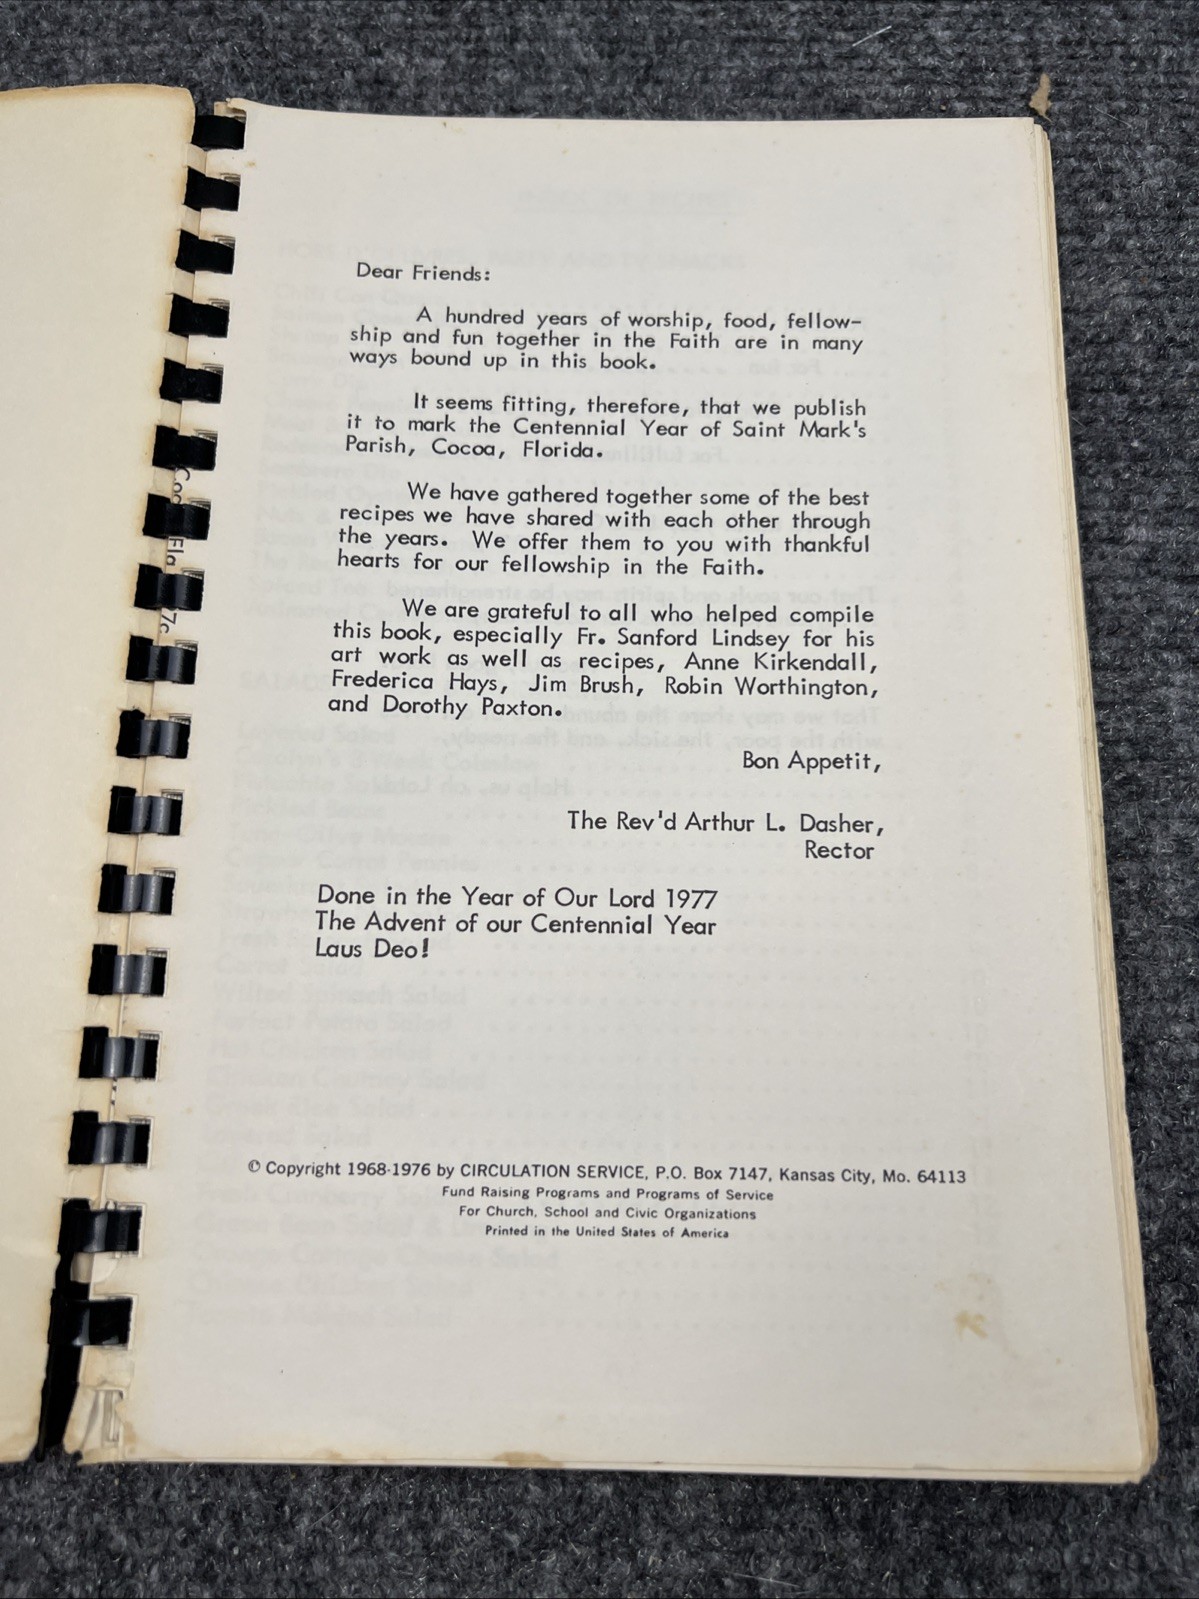 Dear Friends:
A hundred years of worship, food, fellow-
ship and fun together in the Faith are in many
ways bound up in this book.
It seems fitting, therefore, that we publish
it to mark the Centennial Year of Saint Mark's
Parish, Cocoa, Florida.
We have gathered together some of the best
recipes we have shared with each other through
the years. We offer them to you with thankful
hearts for our fellowship in the Faith.
We are grateful to all who helped compile
this book, especially Fr. Sanford Lindsey for his
art work as well as recipes, Anne Kirkendall,
Frederica Hays, Jim Brush, Robin Worthington,
and Dorothy Paxton.
Bon Appetit,
The Rev'd Arthur L. Dasher,
Rector
Done in the Year of Our Lord 1977
The Advent of our Centennial Year
Laus Deo!
© Copyright 1968-1976 by CIRCULATION SERVICE, P.O. Box 7147, Kansas City, Mo. 64113
Fund Raising Programs and Programs of Service
For Church, School and Civic Organizations
Printed in the United States of America